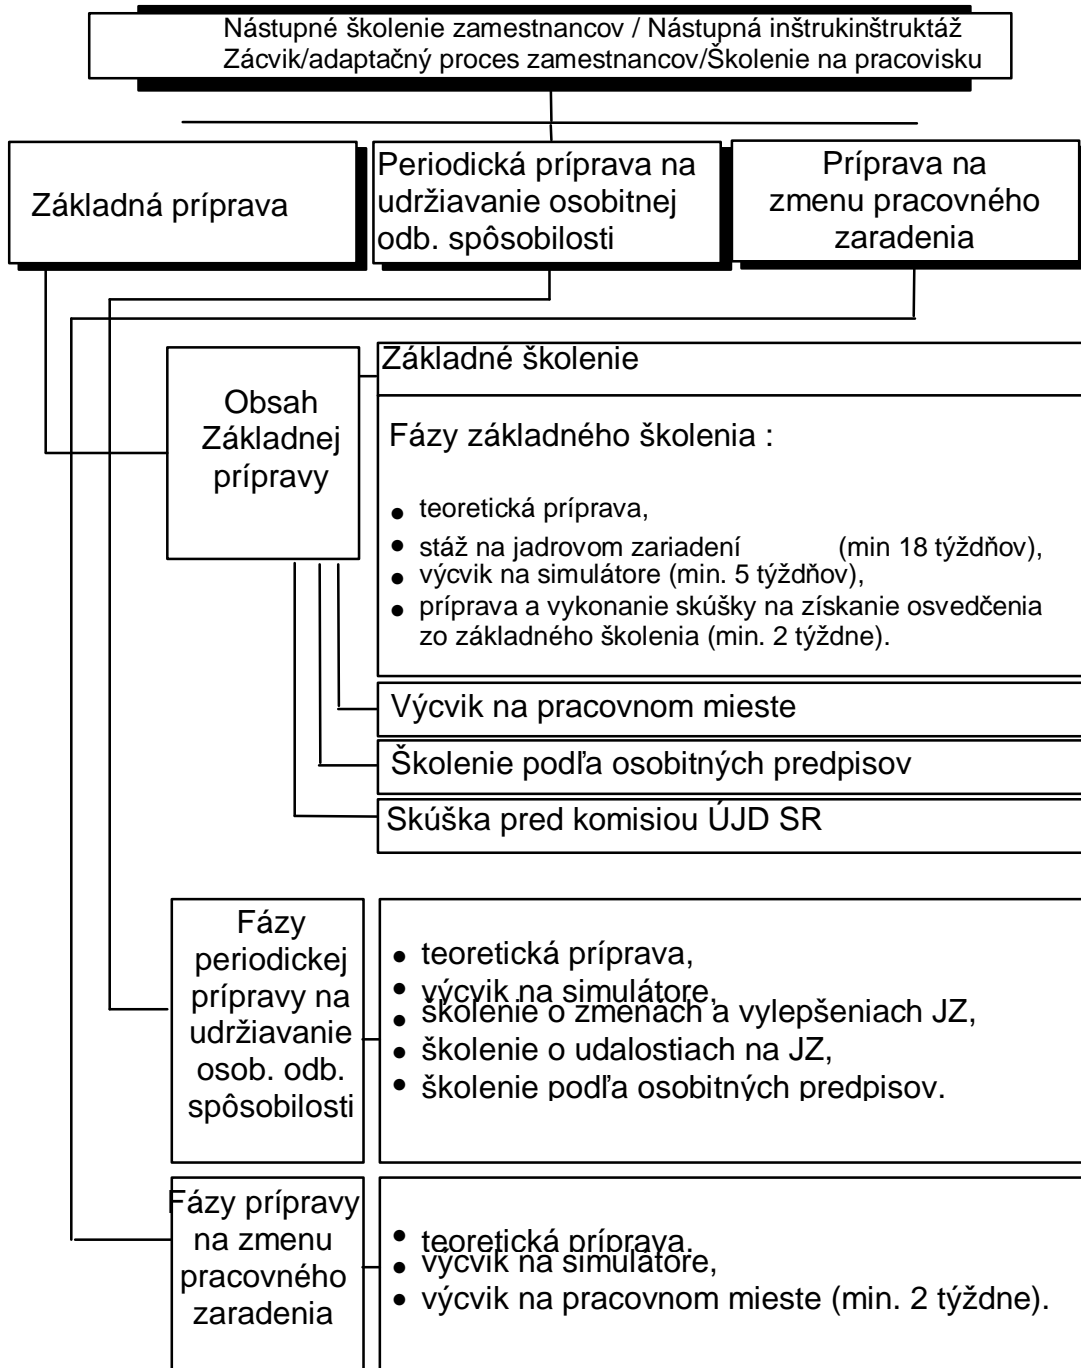 Nástupné školenie zamestnancov / Nástupná inštrukinštruktáž
Zácvik/adaptačný proces zamestnancov/Školenie na pracovisku
Základná príprava
Periodická príprava na
udržiavanie osobitnej
odb. spôsobilosti
Príprava na
zmenu pracovného
zaradenia
Obsah
Základnej
prípravy
Základné školenie
Fázy základného školenia :
• teoretická príprava,
• stáž na jadrovom zariadení (min 18 týždňov),
• výcvik na simulátore (min. 5 týždňov),
• príprava a vykonanie skúšky na získanie osvedčenia
zo základného školenia (min. 2 týždne).
Výcvik na pracovnom mieste
Školenie podľa osobitných predpisov
Skúška pred komisiou ÚJD SR
Fázy
periodickej
prípravy na
udržiavanie
osob. odb.
spôsobilosti
• teoretická príprava,
• výcvik na simulátore,
• školenie o zmenách a vylepšeniach JZ,
• školenie o udalostiach na JZ,
• školenie podľa osobitných predpisov.
Fázy prípravy
na zmenu
pracovného
zaradenia
• teoretická príprava.
• výcvik na simulátore,
• výcvik na pracovnom mieste (min. 2 týždne).